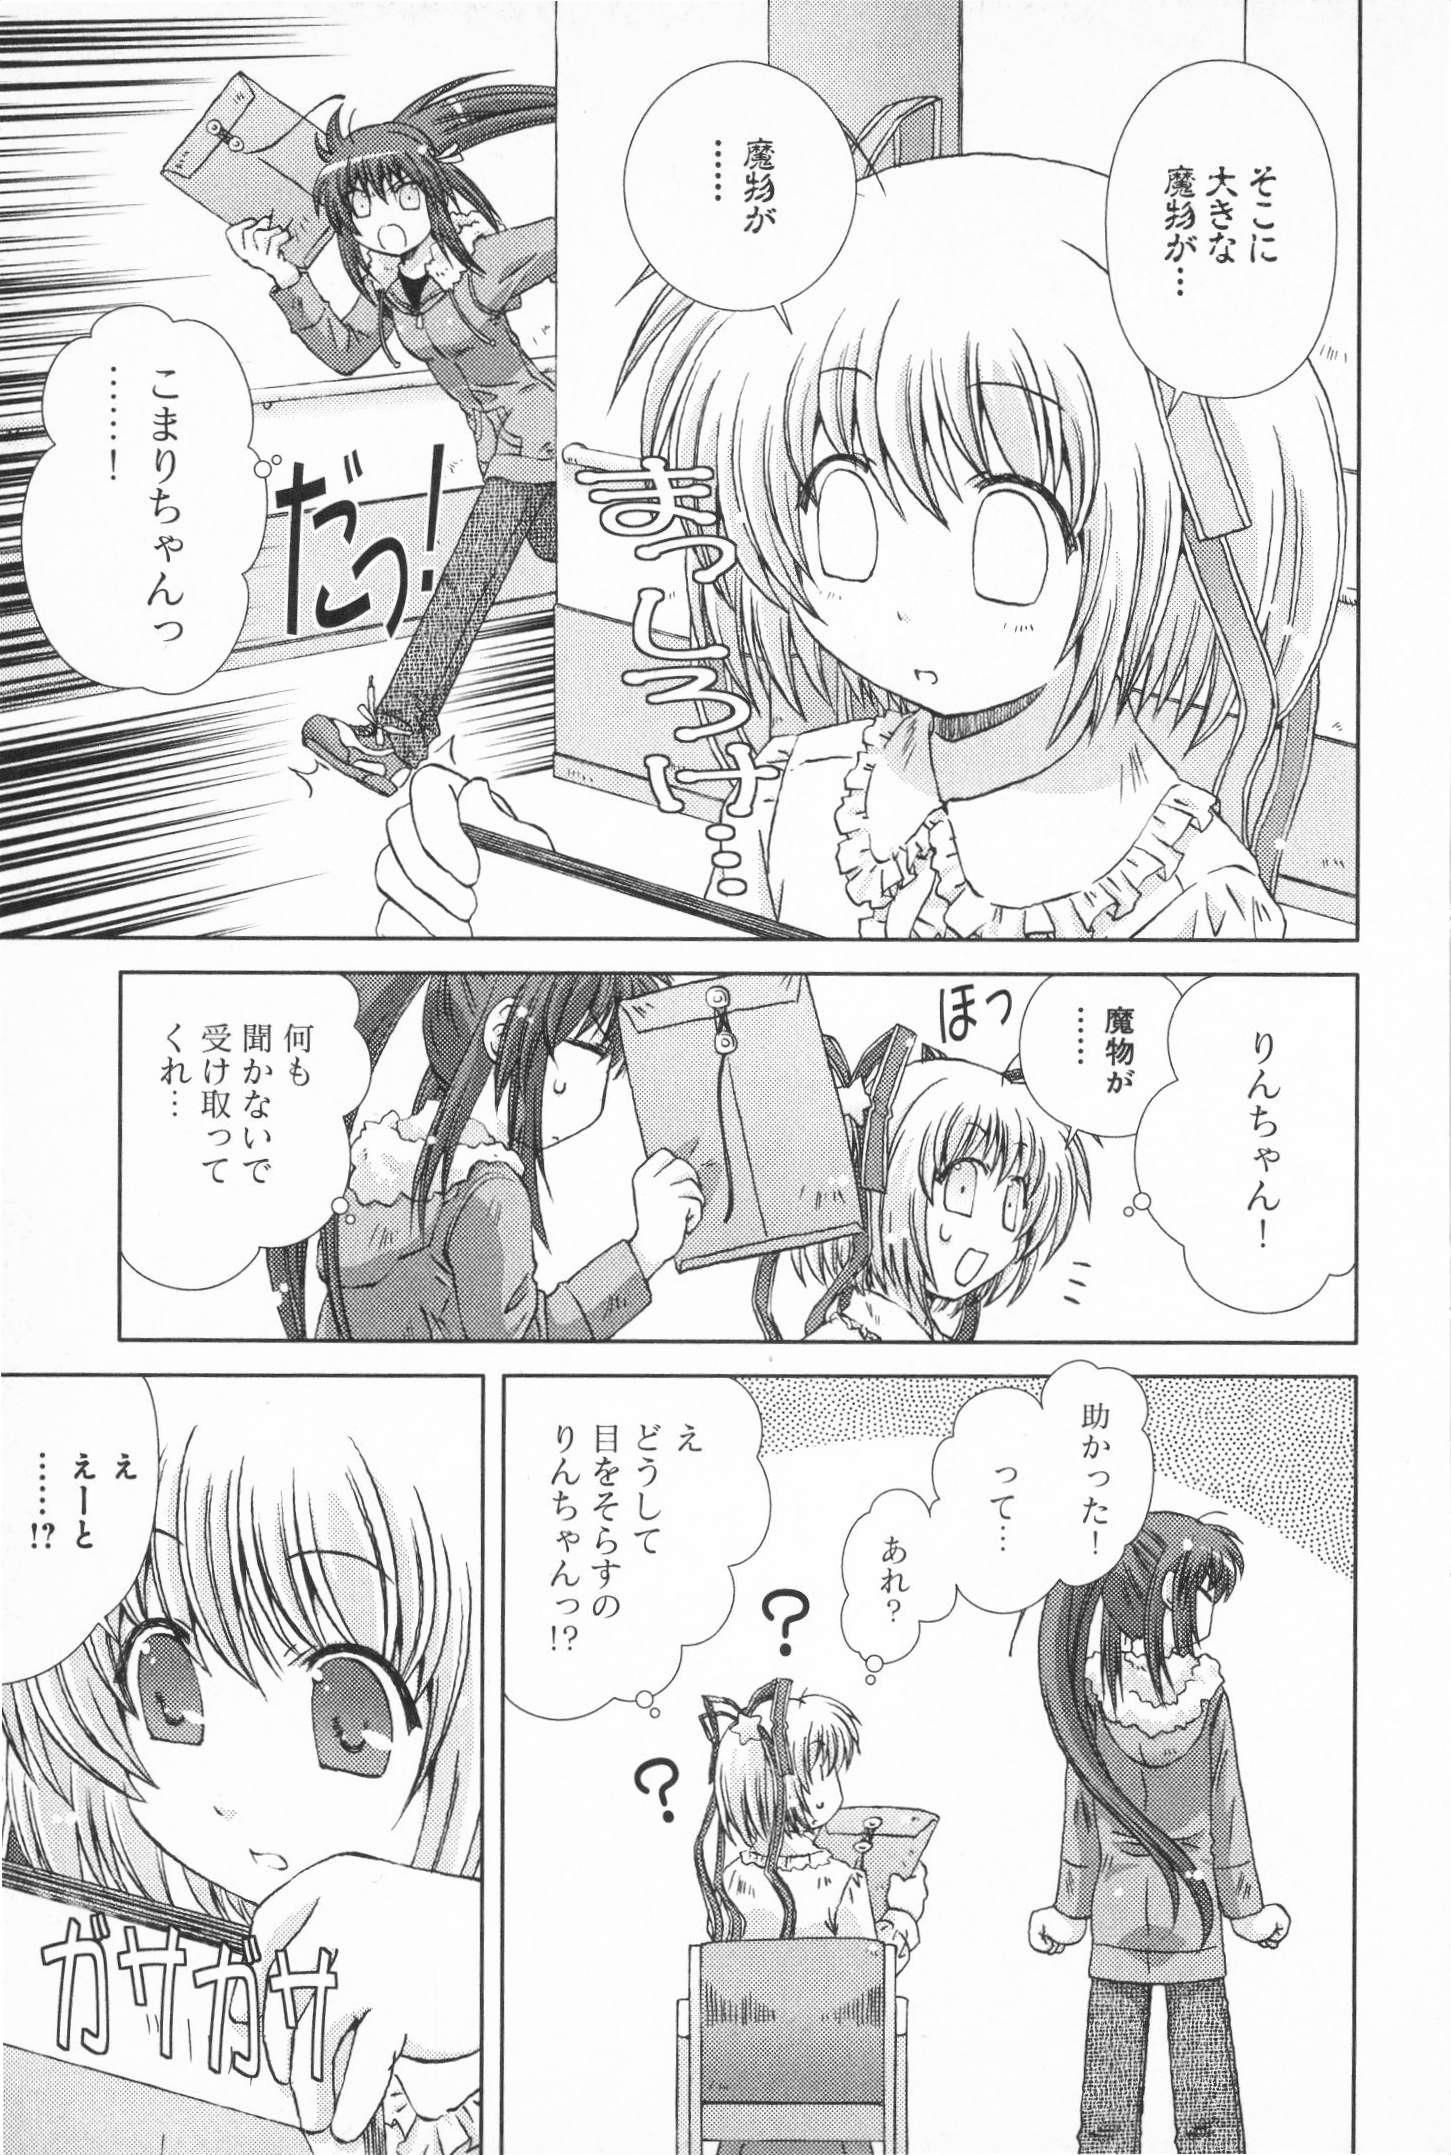 そこに
大きな
魔物が…
魔物が
……
まっしろけ……
だっ!
こまりちゃんっ
……!
りんちゃん!
魔物が
……
ほっ
何も
聞かないで
受け取って
くれ…
助かった!
って…
あれ?
?
え
どうして
目をそらすの
りんちゃんっ!?
?
え
えーと
……!?
ガサガサ